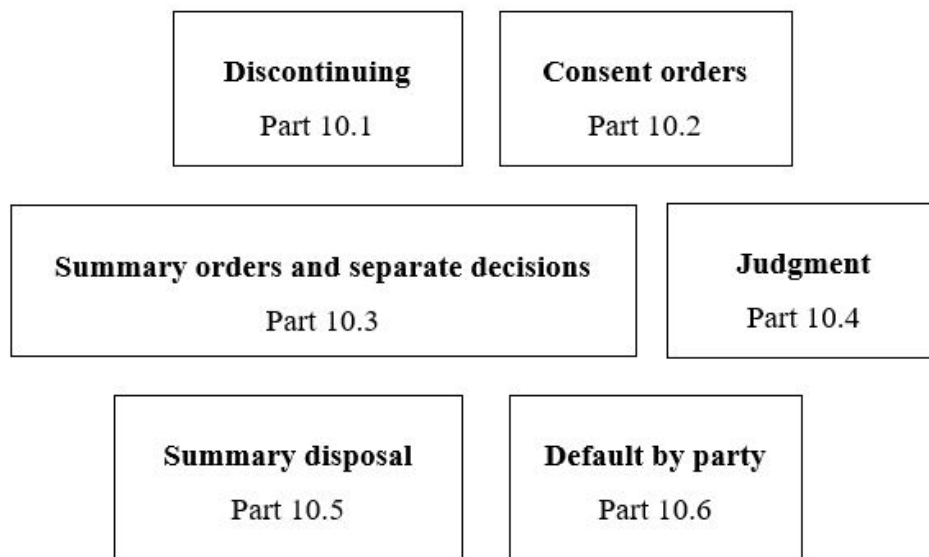 Discontinuing
Part 10.1
Consent orders
Part 10.2
Summary orders and separate decisions
Part 10.3
Judgment
Part 10.4
Summary disposal
Part 10.5
Default by party
Part 10.6